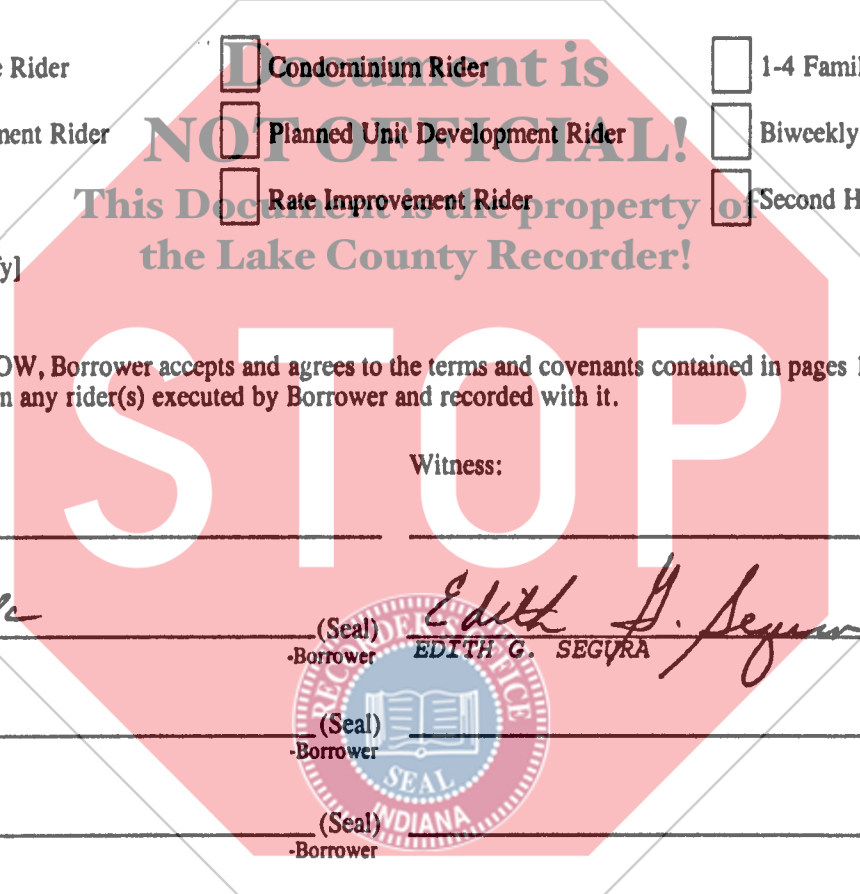 e Rider Condominium Rider 1-4 Famil
Document is
ment Rider Planned Unit Development Rider Biweekly
NOT OFFICIAL!
Rate Improvement Rider Second H
This Document is the property of
the Lake County Recorder!
fy]
OW, Borrower accepts and agrees to the terms and covenants contained in pages 1
n any rider(s) executed by Borrower and recorded with it.
STOP
Witness:
Edith G. Segura
(Seal)
-Borrower EDITH G. SEGURA
RECORDER'S OFFICE
(Seal)
-Borrower
SEAL
INDIANA
(Seal)
-Borrower